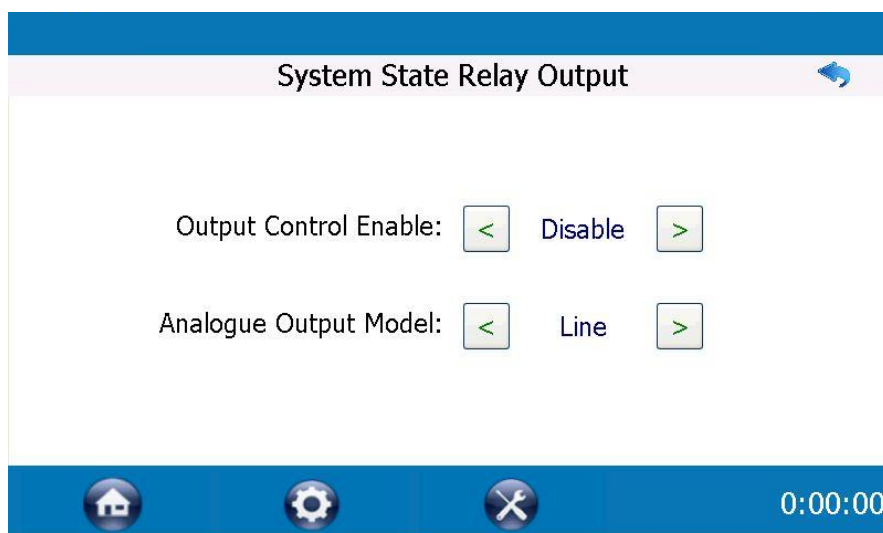 System State Relay Output
Output Control Enable: < Disable >
Analogue Output Model: < Line >
0:00:00